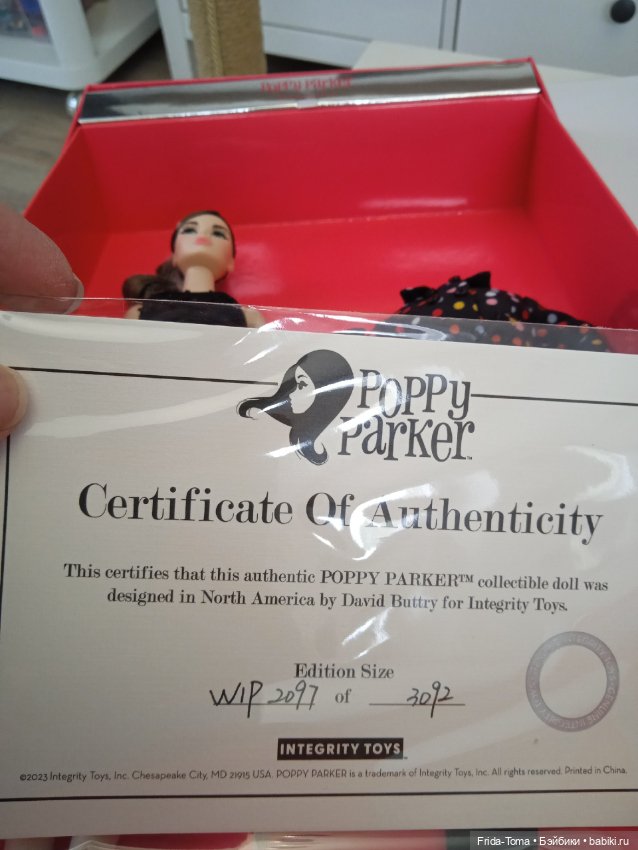 POPPY PARKER
POPPY
PARKER
Certificate Of Authenticity
This certifies that this authentic POPPY PARKER™ collectible doll was
designed in North America by David Buttry for Integrity Toys.
Edition Size
WIP 2097 of 3092
INTEGRITY TOYS
©2023 Integrity Toys, Inc. Chesapeake City, MD 21915 USA. POPPY PARKER is a trademark of Integrity Toys, Inc. All rights reserved. Printed in China.
Frida-Toma • Бэйбики • babiki.ru